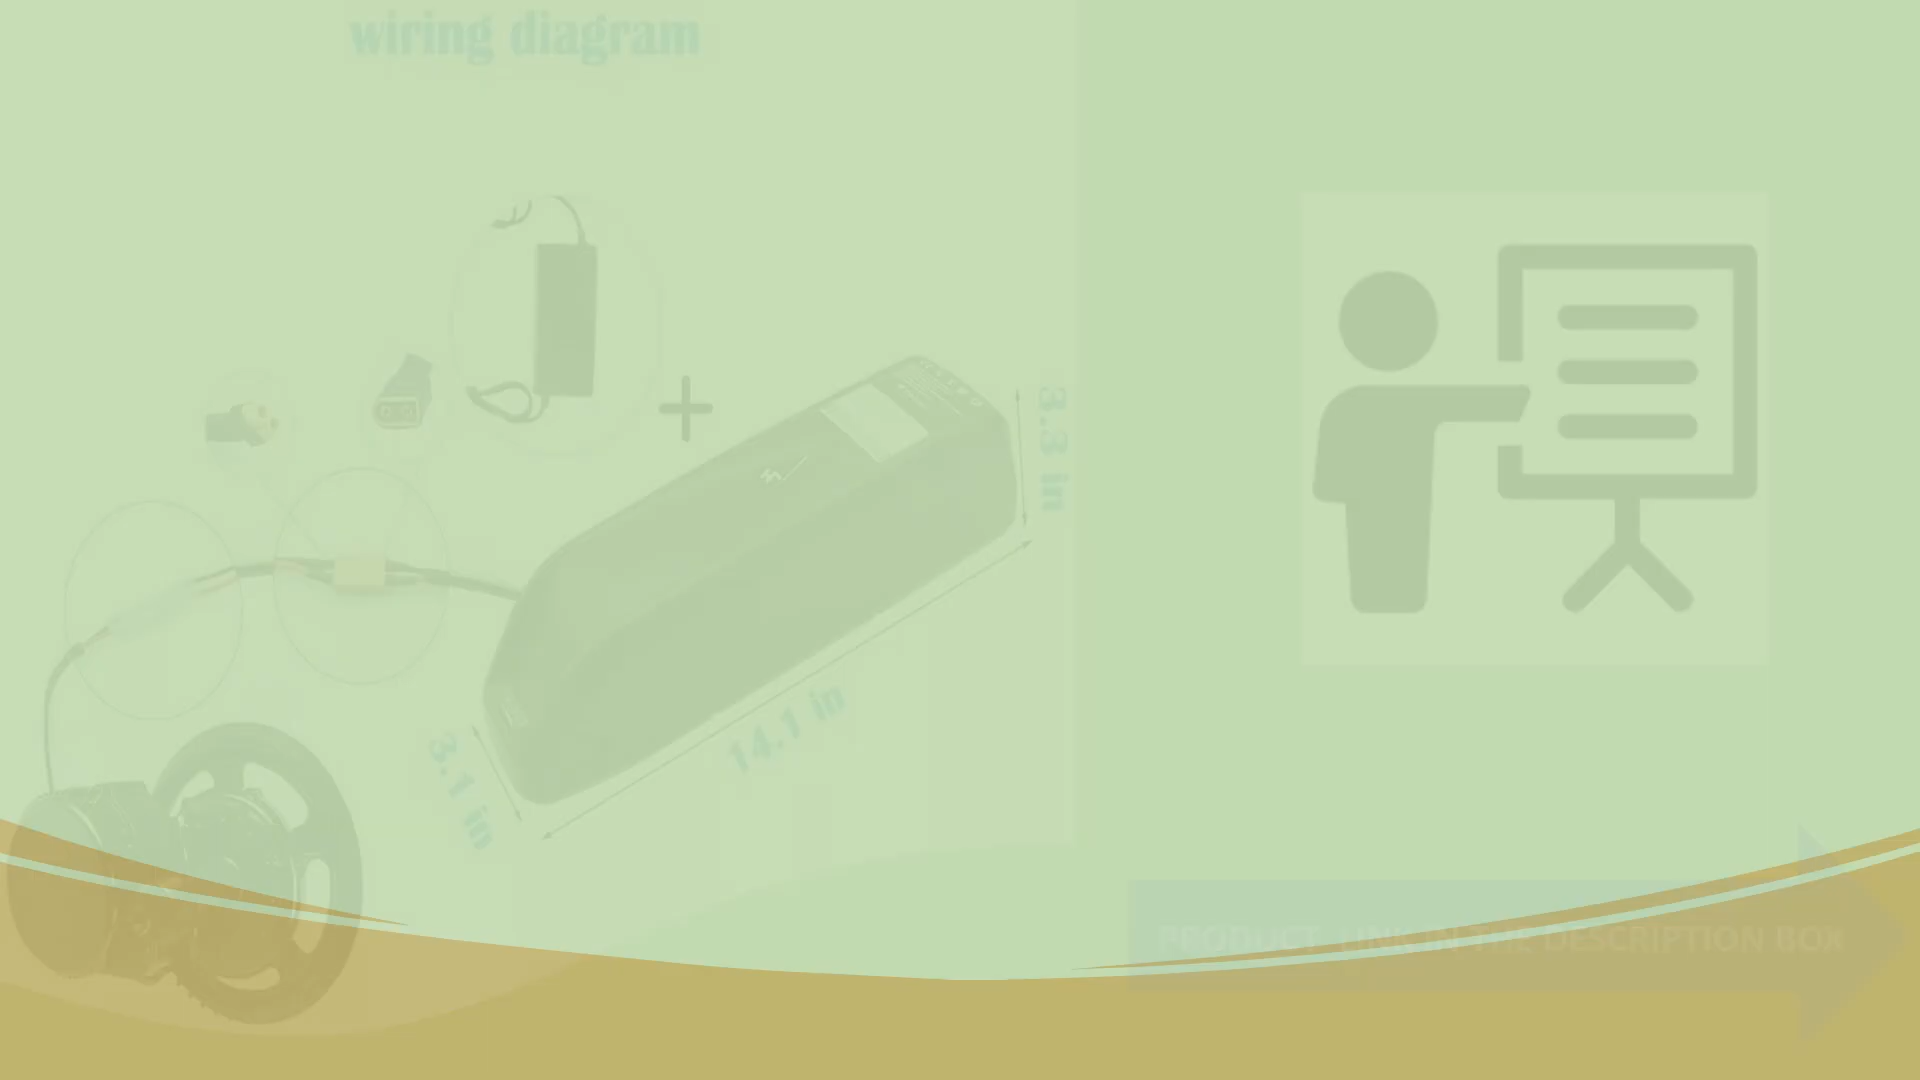 wiring diagram
3.3 in
14.1 in
3.1 in
PRODUCT LINK IN THE DESCRIPTION BOX